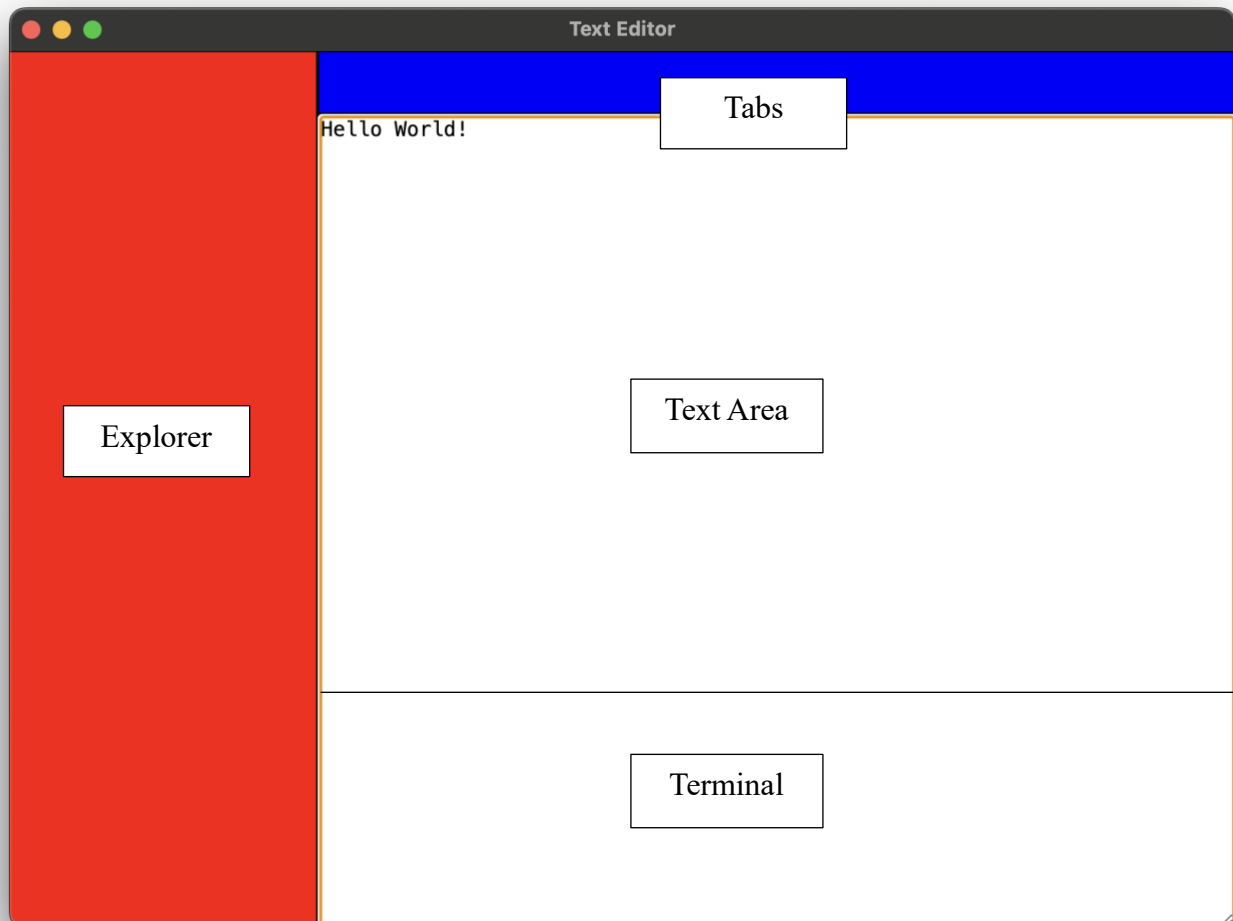 Text Editor
Tabs
Hello World!
Text Area
Explorer
Terminal